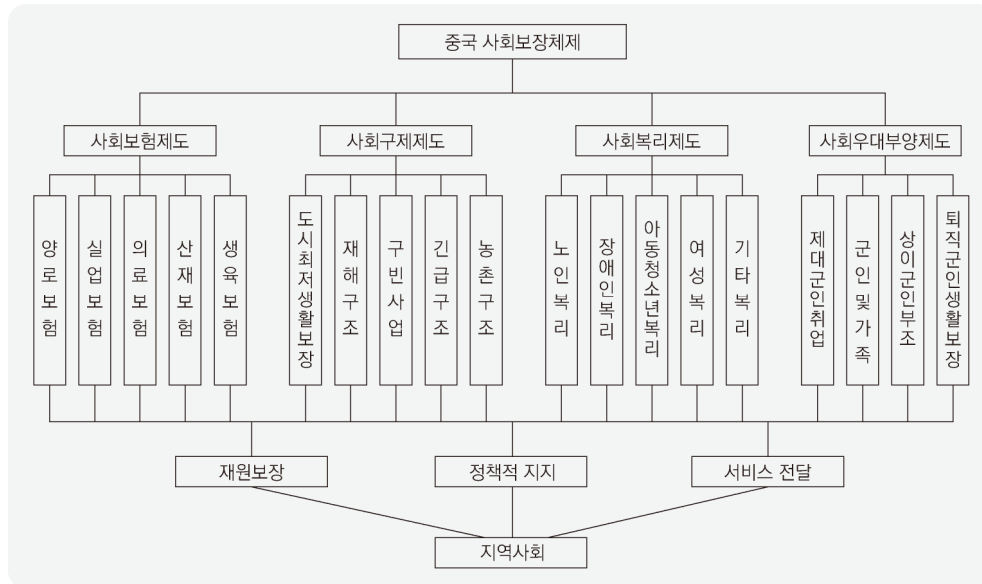 중국 사회보장체제
사회보험제도
사회구제제도
사회복리제도
사회우대부양제도
양로보험
실업보험
의료보험
산재보험
생육보험
도시최저생활보장
재해구조
구빈사업
긴급구조
농촌구조
노인복리
장애인복리
아동청소년복리
여성복리
기타복리
제대군인취업
군인및가족
상이군인부조
퇴직군인생활보장
재원보장
정책적 지지
서비스 전달
지역사회